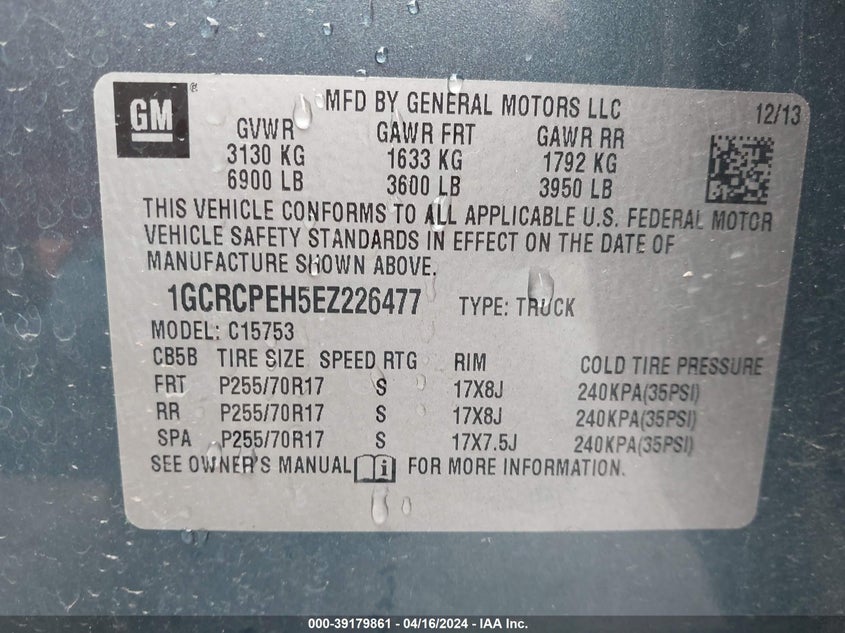 GM ® MFD BY GENERAL MOTORS LLC 12/13
GVWR GAWR FRT GAWR RR
3130 KG 1633 KG 1792 KG
6900 LB 3600 LB 3950 LB
THIS VEHICLE CONFORMS TO ALL APPLICABLE U.S. FEDERAL MOTOR
VEHICLE SAFETY STANDARDS IN EFFECT ON THE DATE OF
MANUFACTURE SHOWN ABOVE.
1GCRCPEH5EZ226477 TYPE: TRUCK
MODEL: C15753
CB5B TIRE SIZE SPEED RTG RIM COLD TIRE PRESSURE
FRT P255/70R17 S 17X8J 240KPA(35PSI)
RR P255/70R17 S 17X8J 240KPA(35PSI)
SPA P255/70R17 S 17X7.5J 240KPA(35PSI)
SEE OWNER'S MANUAL i FOR MORE INFORMATION.
000-39179861 - 04/16/2024 - IAA Inc.